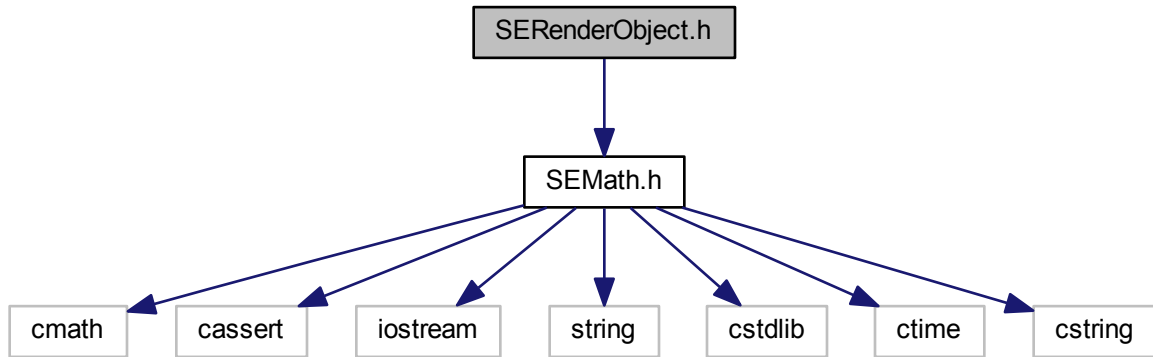 SERenderObject.h
SEMath.h
cmath
cassert
iostream
string
cstdlib
ctime
cstring